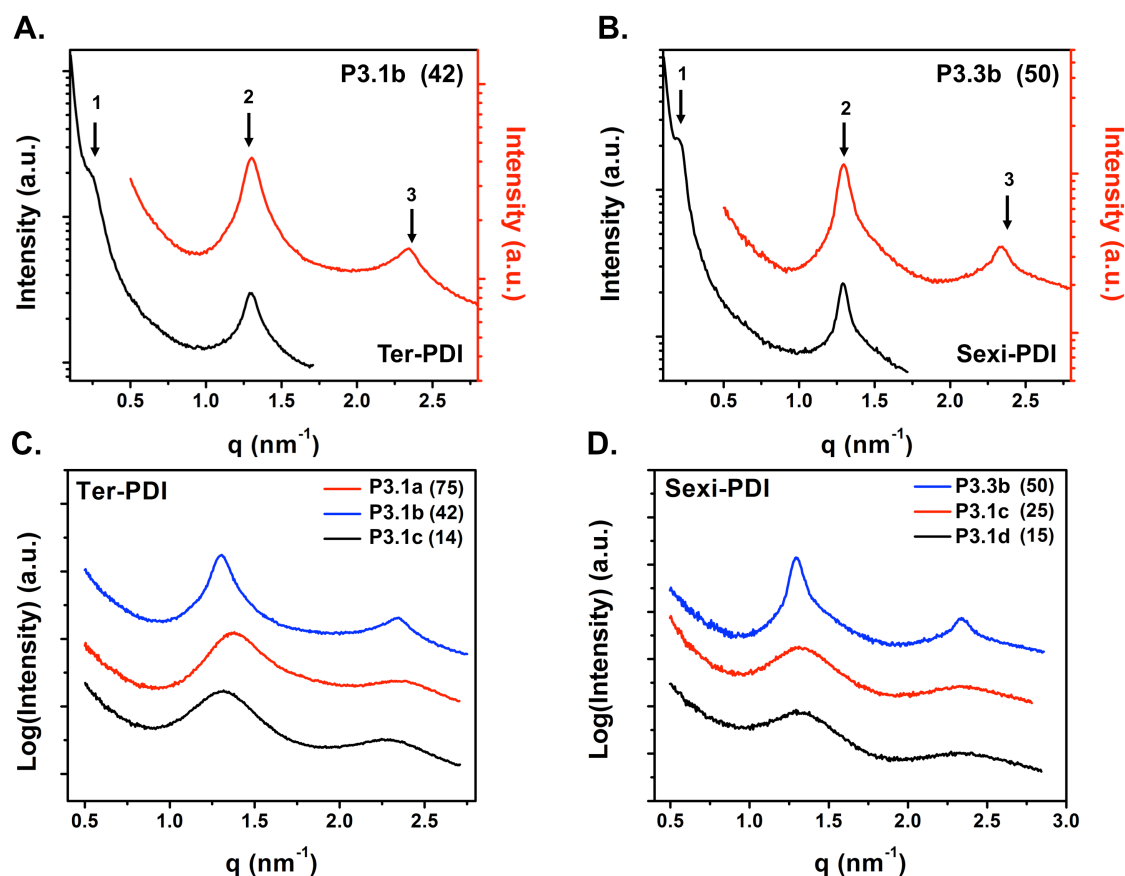 A.
P3.1b (42)
1
2
3
Intensity (a.u.)
Intensity (a.u.)
Ter-PDI
0.5 1.0 1.5 2.0 2.5
q (nm⁻¹)
B.
P3.3b (50)
1
2
3
Intensity (a.u.)
Intensity (a.u.)
Sexi-PDI
0.5 1.0 1.5 2.0 2.5
q (nm⁻¹)
C.
Ter-PDI
P3.1a (75)
P3.1b (42)
P3.1c (14)
Log(Intensity) (a.u.)
0.5 1.0 1.5 2.0 2.5
q (nm⁻¹)
D.
Sexi-PDI
P3.3b (50)
P3.1c (25)
P3.1d (15)
Log(Intensity) (a.u.)
0.5 1.0 1.5 2.0 2.5 3.0
q (nm⁻¹)